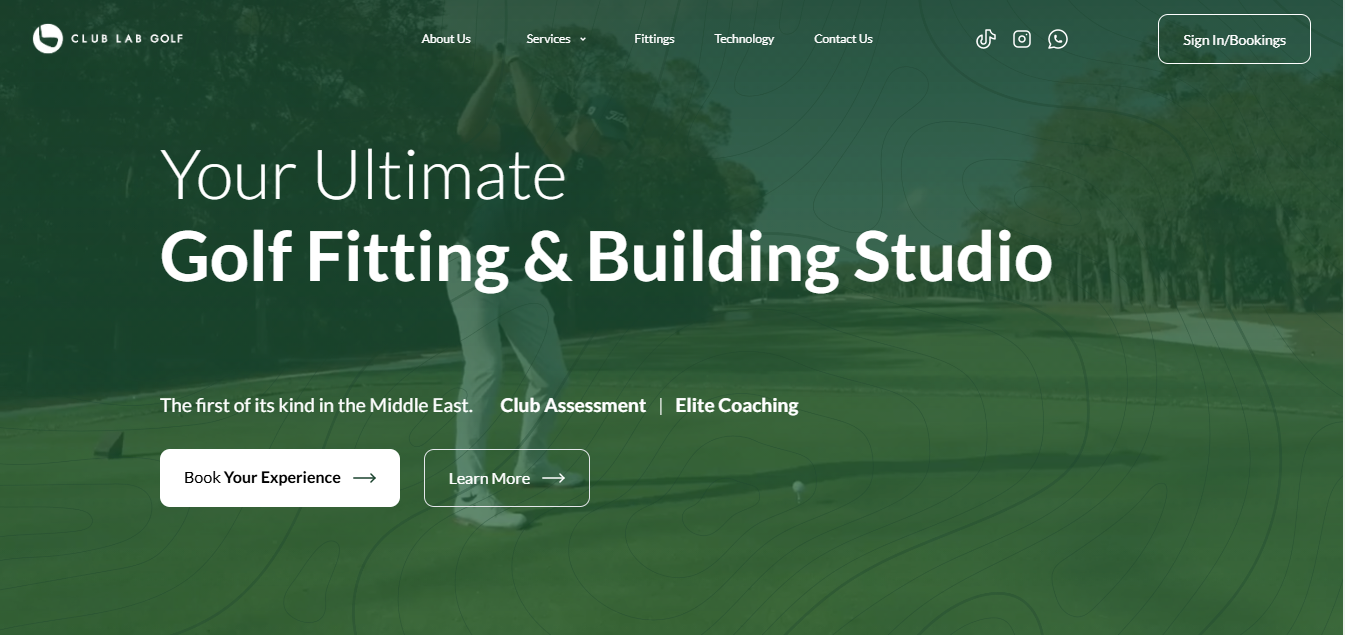 CLUB LAB GOLF
About Us
Services
Fittings
Technology
Contact Us
Sign In/Bookings
Your Ultimate
Golf Fitting & Building Studio
The first of its kind in the Middle East.
Club Assessment | Elite Coaching
Book Your Experience
Learn More